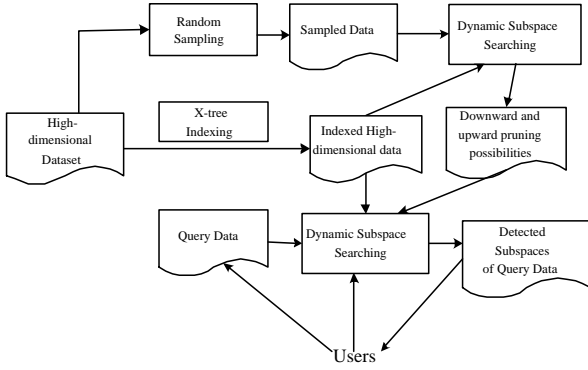 Random
Sampling
Sampled Data
Dynamic Subspace
Searching
High-
dimensional
Dataset
X-tree
Indexing
Indexed High-
dimensional data
Downward and
upward pruning
possibilities
Query Data
Dynamic Subspace
Searching
Detected
Subspaces
of Query Data
Users